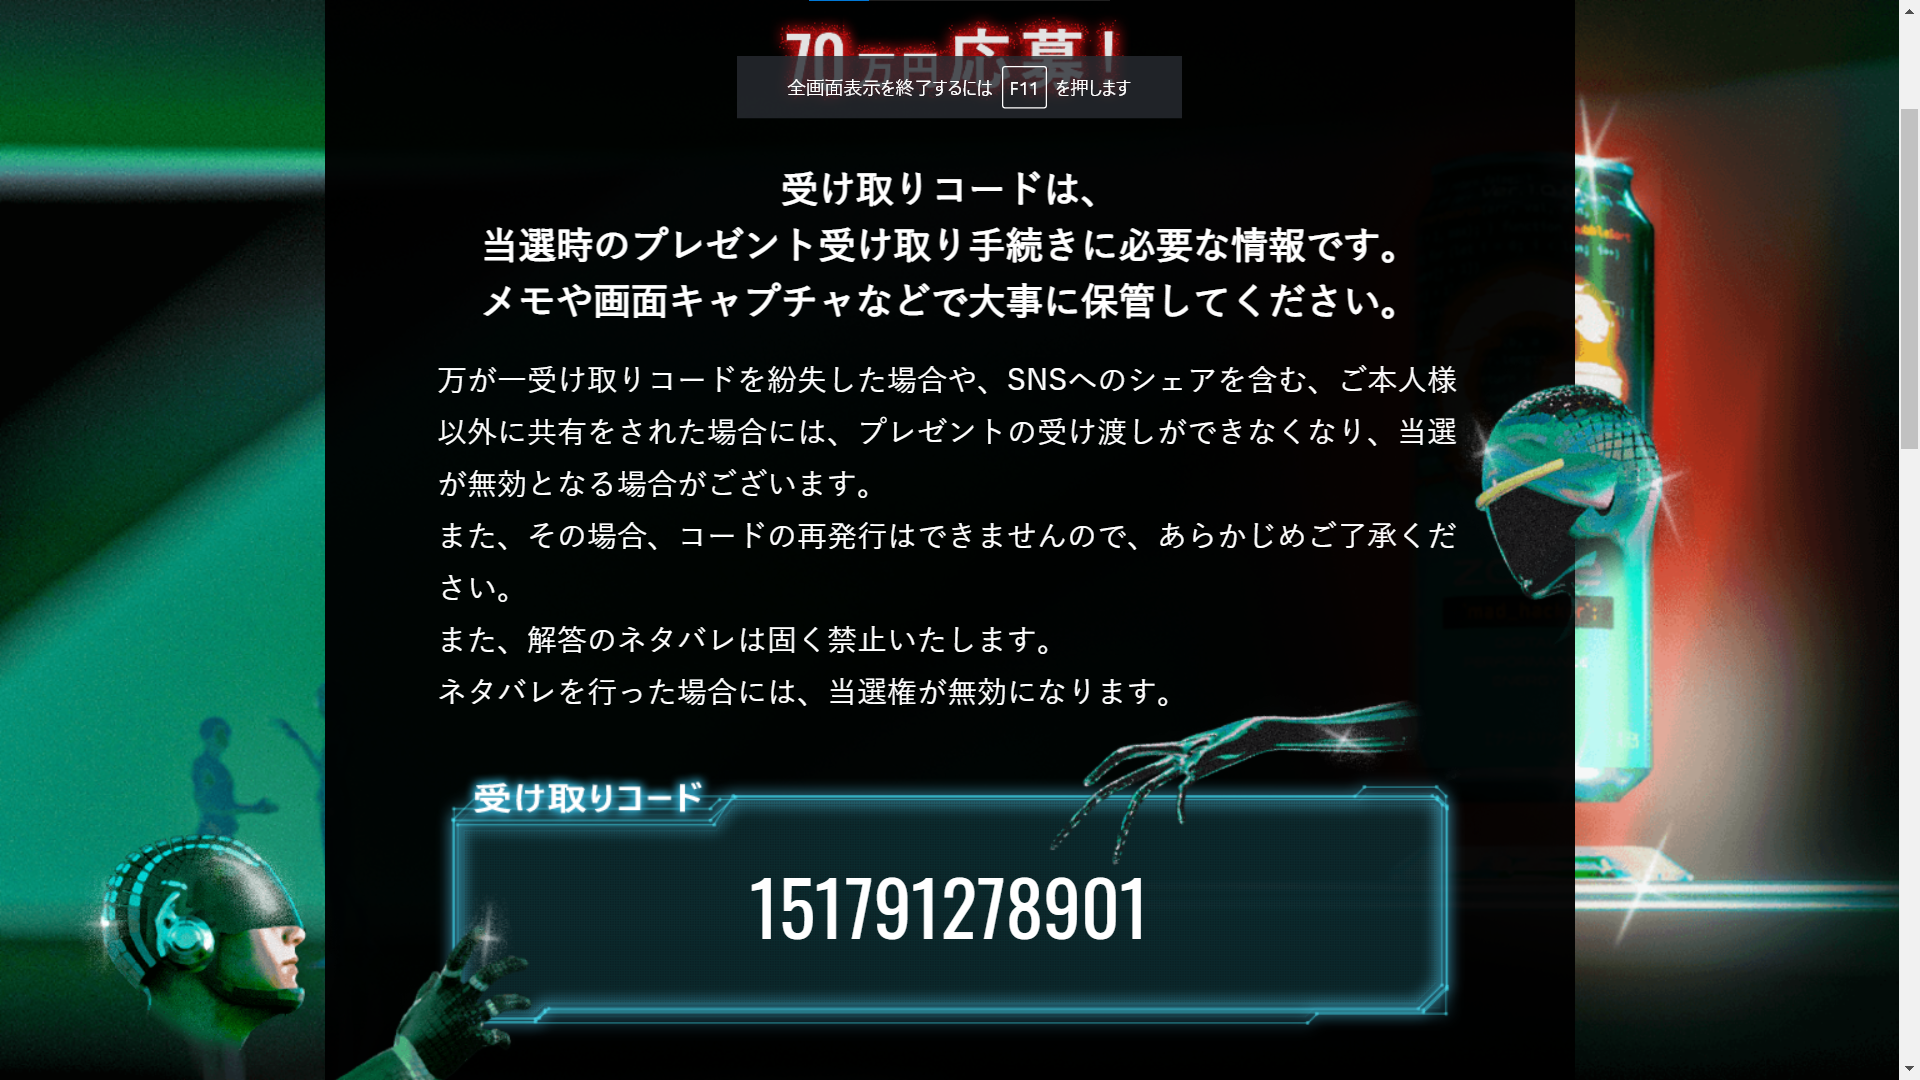 70万円応募!
全画面表示を終了するには F11 を押します
受け取りコードは、
当選時のプレゼント受け取り手続きに必要な情報です。
メモや画面キャプチャなどで大事に保管してください。
万が一受け取りコードを紛失した場合や、SNSへのシェアを含む、ご本人様
以外に共有をされた場合には、プレゼントの受け渡しができなくなり、当選
が無効となる場合がございます。
また、その場合、コードの再発行はできませんので、あらかじめご了承くだ
さい。
また、解答のネタバレは固く禁止いたします。
ネタバレを行った場合には、当選権が無効になります。
受け取りコード
151791278901